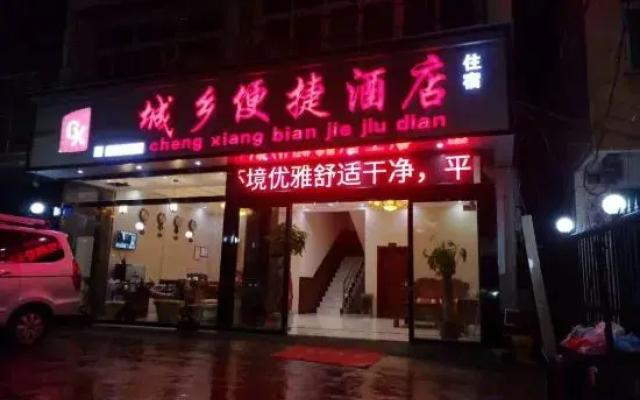 城乡便捷酒店
住宿
cheng xiang bian jie jiu dian
环境优雅舒适干净，平